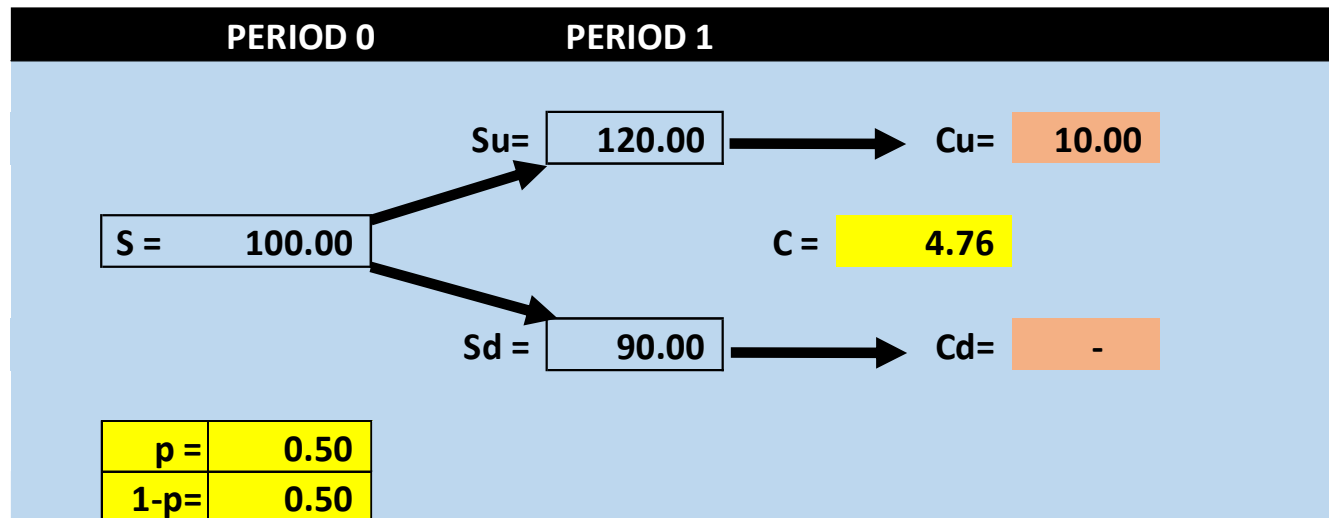 PERIOD 0 PERIOD 1
Su= 120.00 Cu= 10.00
S = 100.00 C = 4.76
Sd = 90.00 Cd= -
p = 0.50
1-p= 0.50